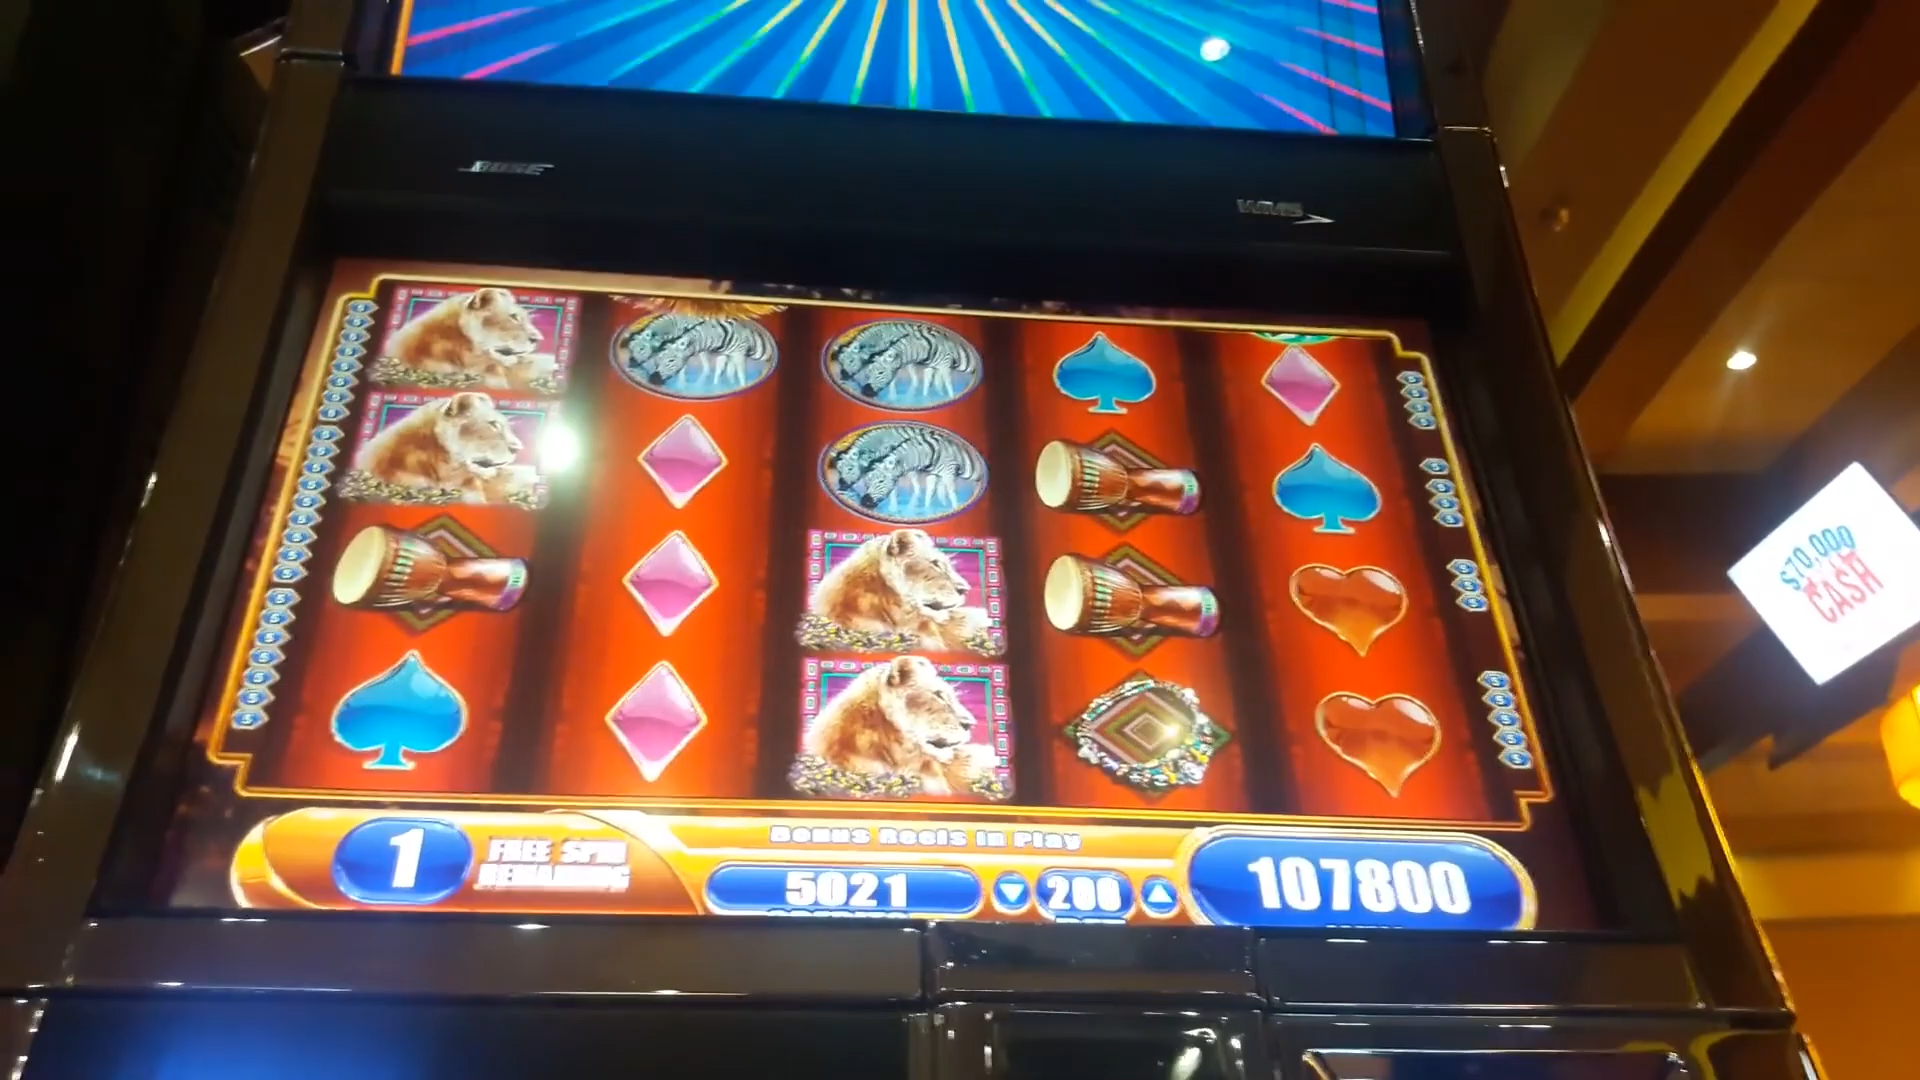 BOSE
WMS
1
FREE SPIN
REMAINING
Bonus Reels In Play
5021
200
107800
$70,000
CASH